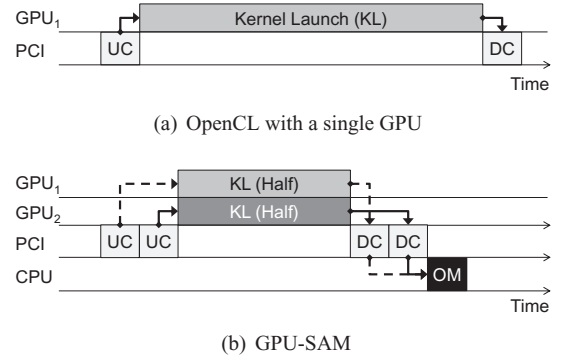 GPU1 Kernel Launch (KL)
PCI UC DC
Time
(a) OpenCL with a single GPU
GPU1 KL (Half)
GPU2 KL (Half)
PCI UC UC DC DC
CPU OM
Time
(b) GPU-SAM